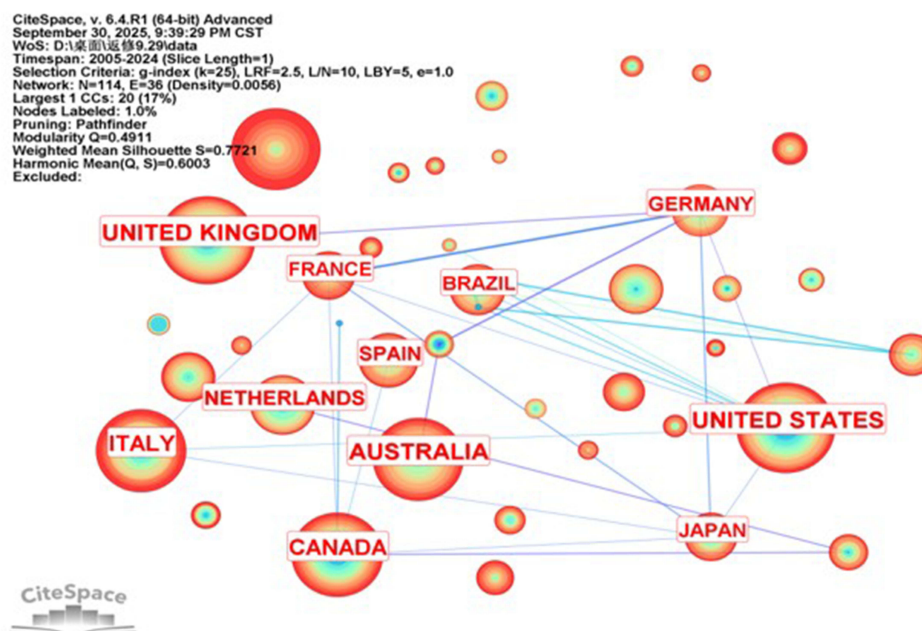 CiteSpace, v. 6.4.R1 (64-bit) Advanced
September 30, 2025, 9:39:29 PM CST
WoS: D:\桌面\返修9.29\data
Timespan: 2005-2024 (Slice Length=1)
Selection Criteria: g-index (k=25), LRF=2.5, L/N=10, LBY=5, e=1.0
Network: N=114, E=36 (Density=0.0056)
Largest 1 CCs: 20 (17%)
Nodes Labeled: 1.0%
Pruning: Pathfinder
Modularity Q=0.4911
Weighted Mean Silhouette S=0.7721
Harmonic Mean(Q, S)=0.6003
Excluded:
GERMANY
UNITED KINGDOM
FRANCE
BRAZIL
SPAIN
NETHERLANDS
UNITED STATES
ITALY
AUSTRALIA
JAPAN
CANADA
CiteSpace